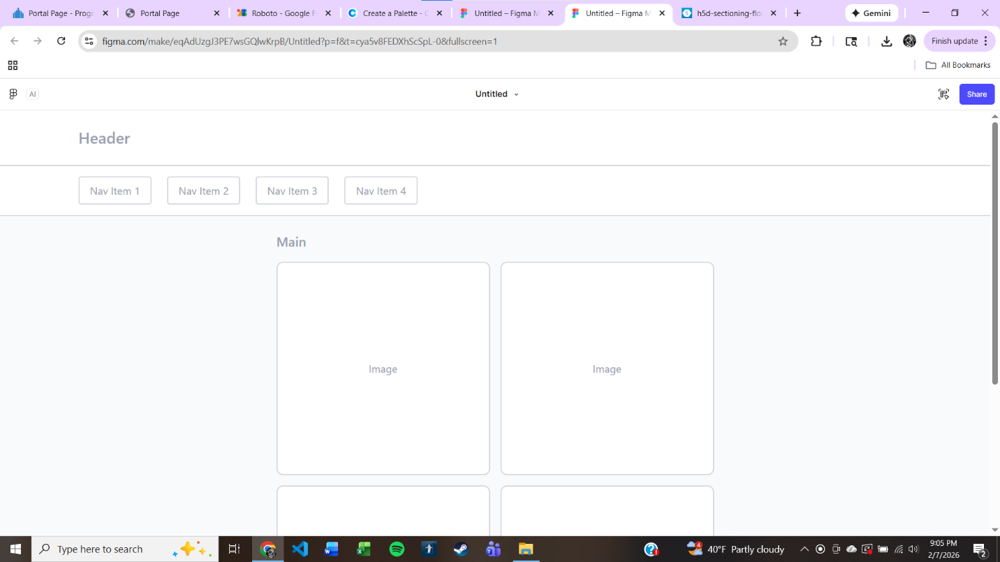 Portal Page - Progr
Portal Page
Roboto - Google F
Create a Palette - C
Untitled – Figma M
Untitled – Figma M
h5d-sectioning-flo
Gemini
figma.com/make/eqAdUzgJ3PE7wsGQlwKrpB/Untitled?p=f&t=cya5v8FEDXhScSpL-0&fullscreen=1
Finish update
All Bookmarks
AI
Untitled
Share
Header
Nav Item 1
Nav Item 2
Nav Item 3
Nav Item 4
Main
Image
Image
Type here to search
4
40°F Partly cloudy
9:05 PM
2/7/2026
2